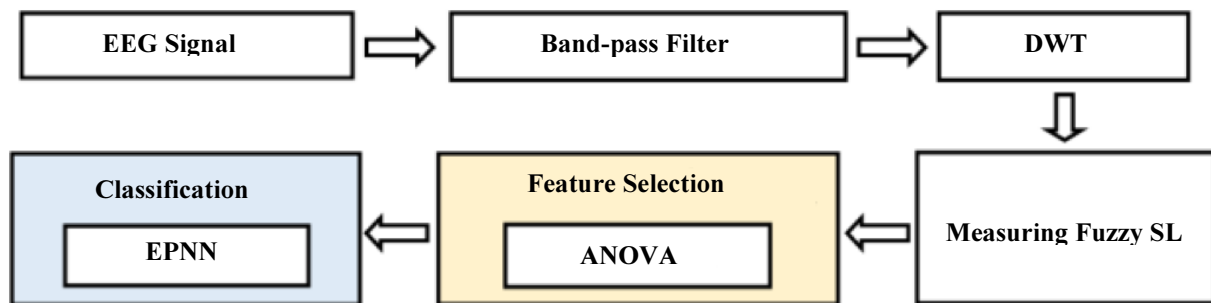 EEG Signal
Band-pass Filter
DWT
Measuring Fuzzy SL
Feature Selection
ANOVA
Classification
EPNN